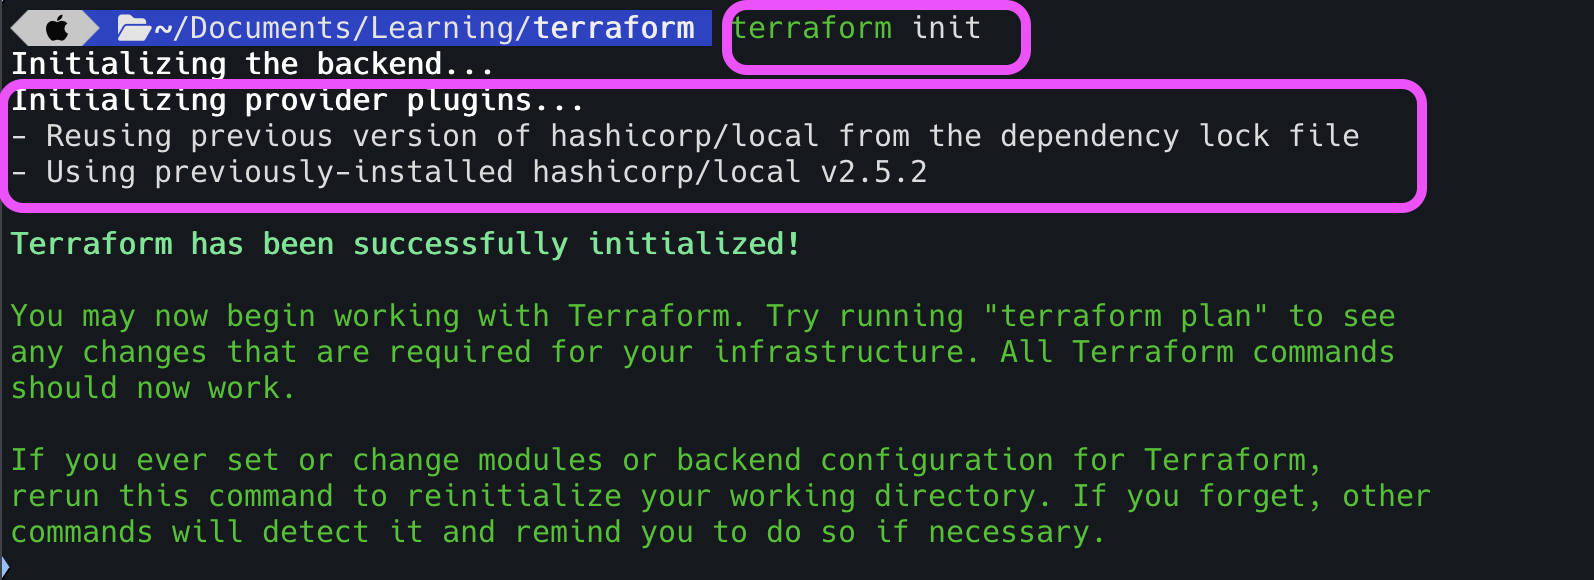 ~/Documents/Learning/terraform terraform init
Initializing the backend...
Initializing provider plugins...
- Reusing previous version of hashicorp/local from the dependency lock file
- Using previously-installed hashicorp/local v2.5.2
Terraform has been successfully initialized!
You may now begin working with Terraform. Try running "terraform plan" to see
any changes that are required for your infrastructure. All Terraform commands
should now work.
If you ever set or change modules or backend configuration for Terraform,
rerun this command to reinitialize your working directory. If you forget, other
commands will detect it and remind you to do so if necessary.